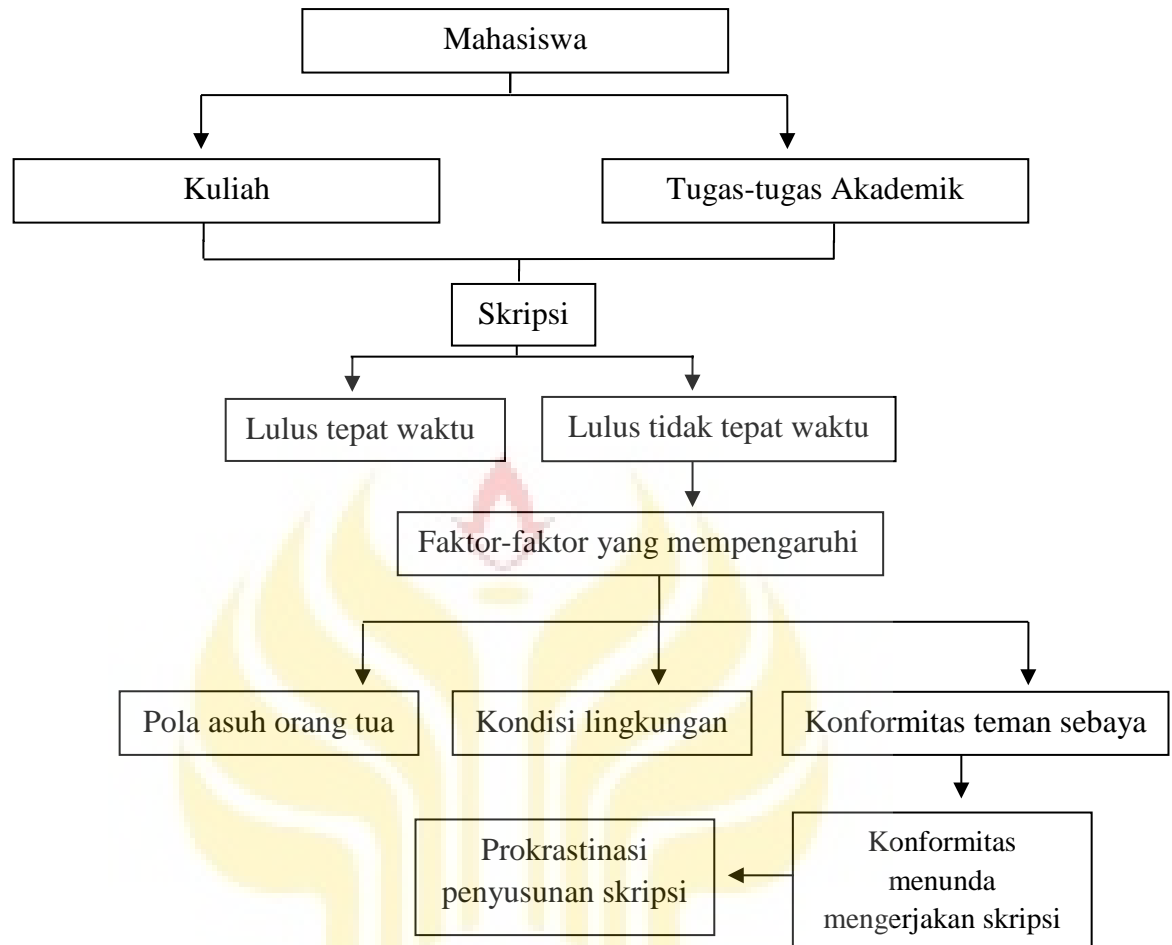 Mahasiswa
Kuliah
Tugas-tugas Akademik
Skripsi
Lulus tepat waktu
Lulus tidak tepat waktu
Faktor-faktor yang mempengaruhi
Pola asuh orang tua
Kondisi lingkungan
Konformitas teman sebaya
Prokrastinasi
penyusunan skripsi
Konformitas
menunda
mengerjakan skripsi